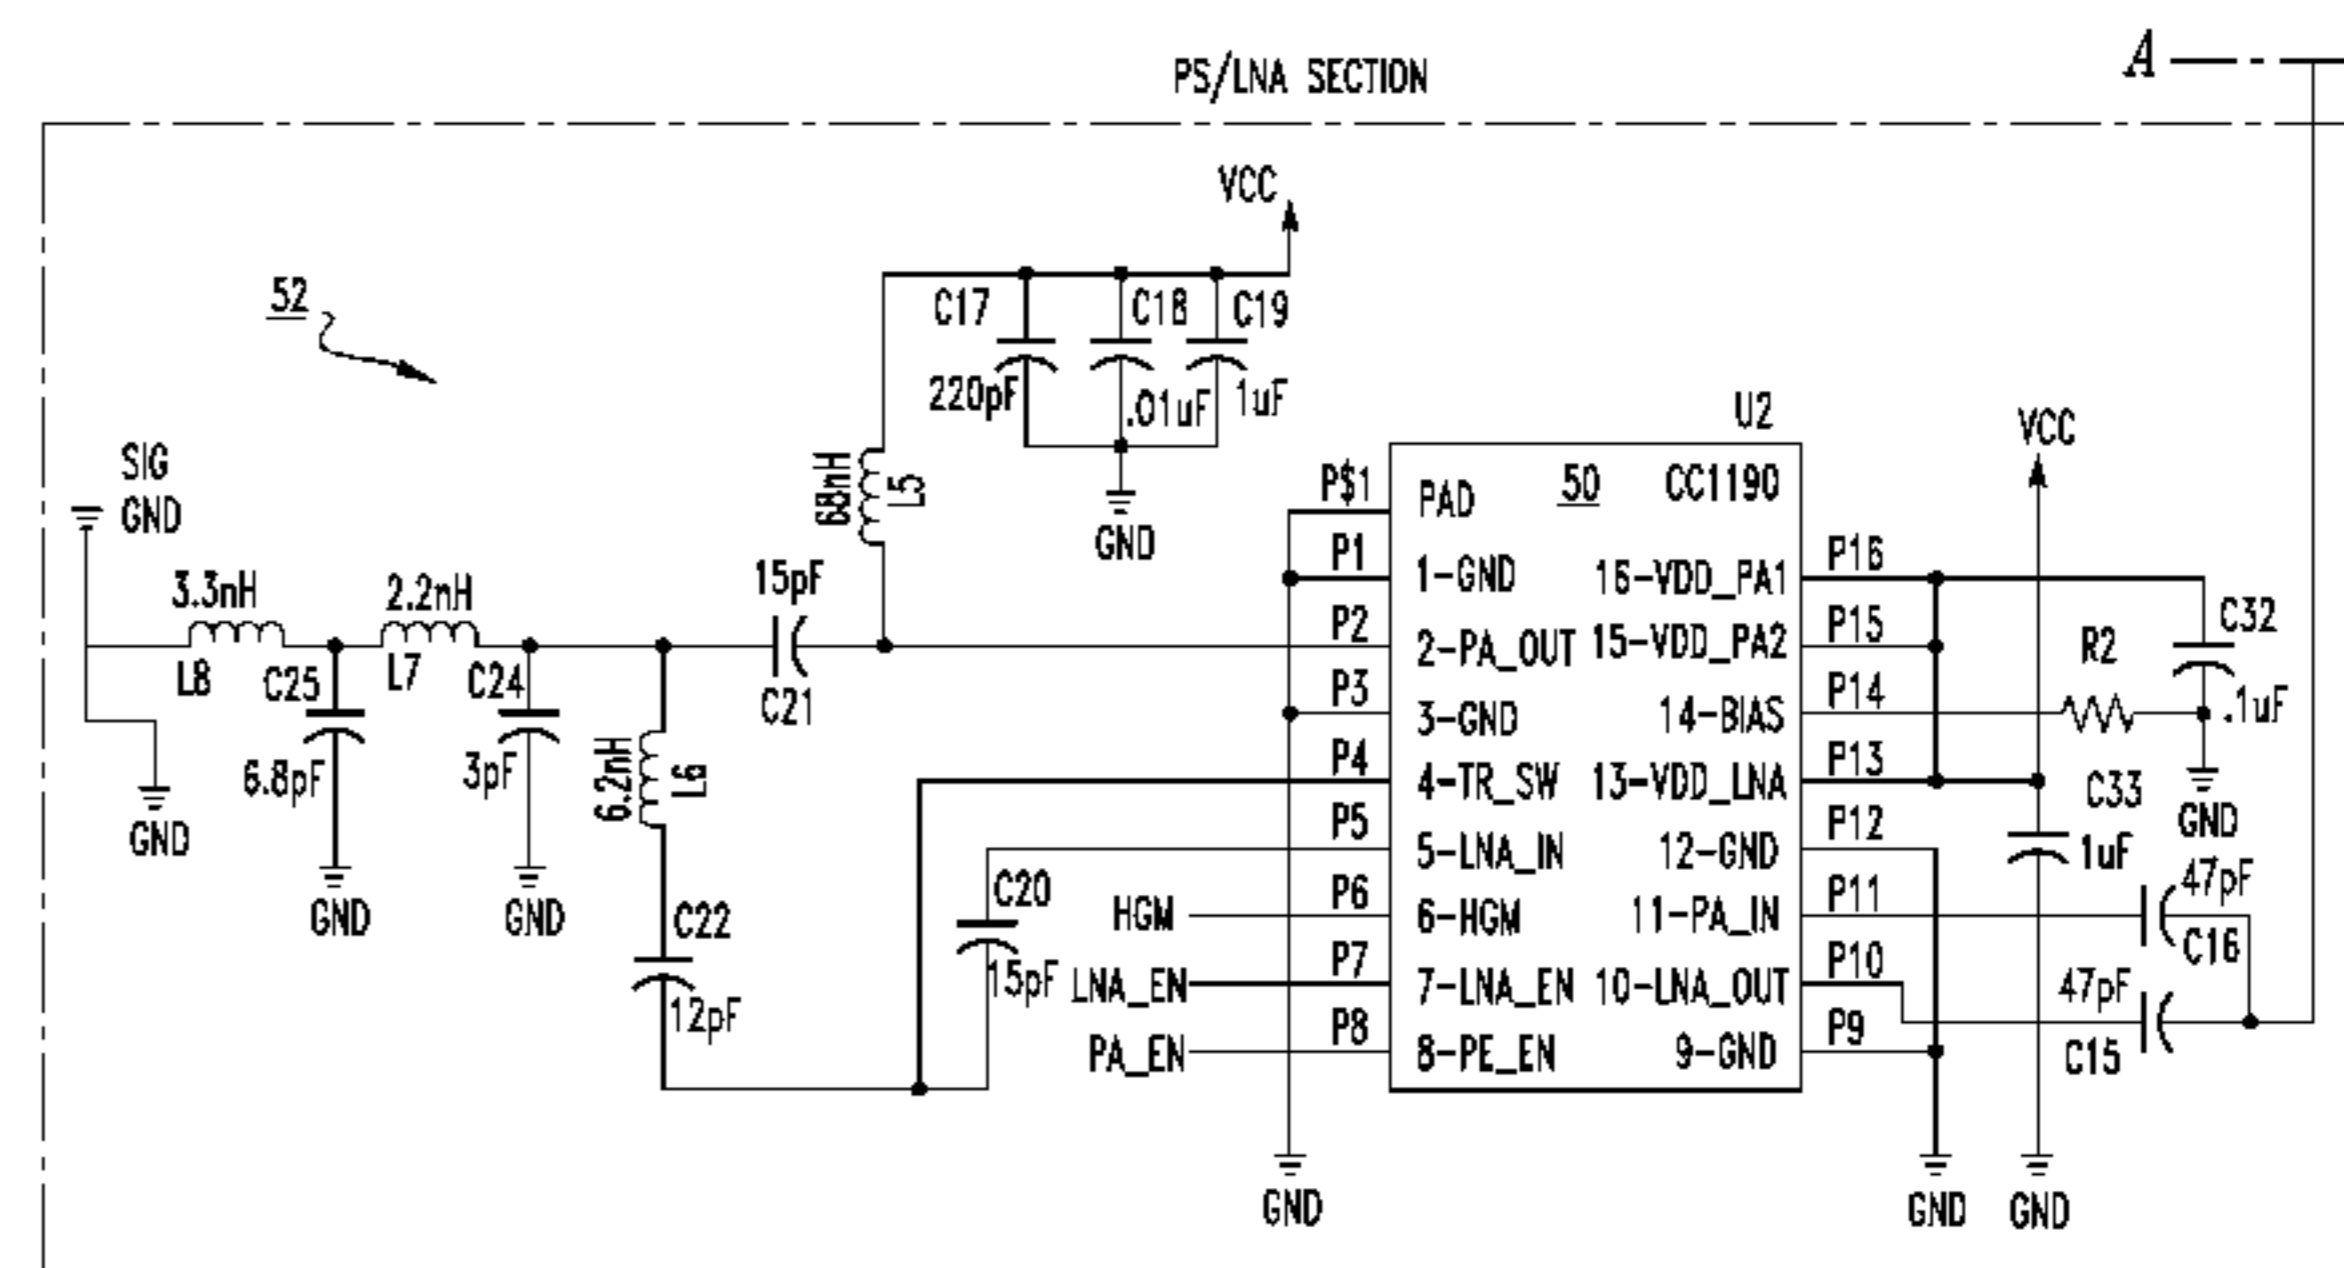 A
PS/LNA SECTION
VCC
52
C17
C18
C19
220pF
.01uF
1uF
GND
68nH
L5
SIG
GND
3.3nH
L8
C25
6.8pF
GND
GND
2.2nH
L7
C24
3pF
GND
15pF
C21
6.2nH
L6
C22
12pF
C20
15pF
HGM
LNA_EN
PA_EN
U2
50
CC1190
P$1
PAD
P1
1-GND
16-VDD_PA1
P16
P2
2-PA_OUT
15-VDD_PA2
P15
P3
3-GND
14-BIAS
P14
P4
4-TR_SW
13-VDD_LNA
P13
P5
5-LNA_IN
12-GND
P12
P6
6-HGM
11-PA_IN
P11
P7
7-LNA_EN
10-LNA_OUT
P10
P8
8-PE_EN
9-GND
P9
GND
VCC
R2
C32
.1uF
GND
C33
1uF
47pF
C16
47pF
C15
GND
GND